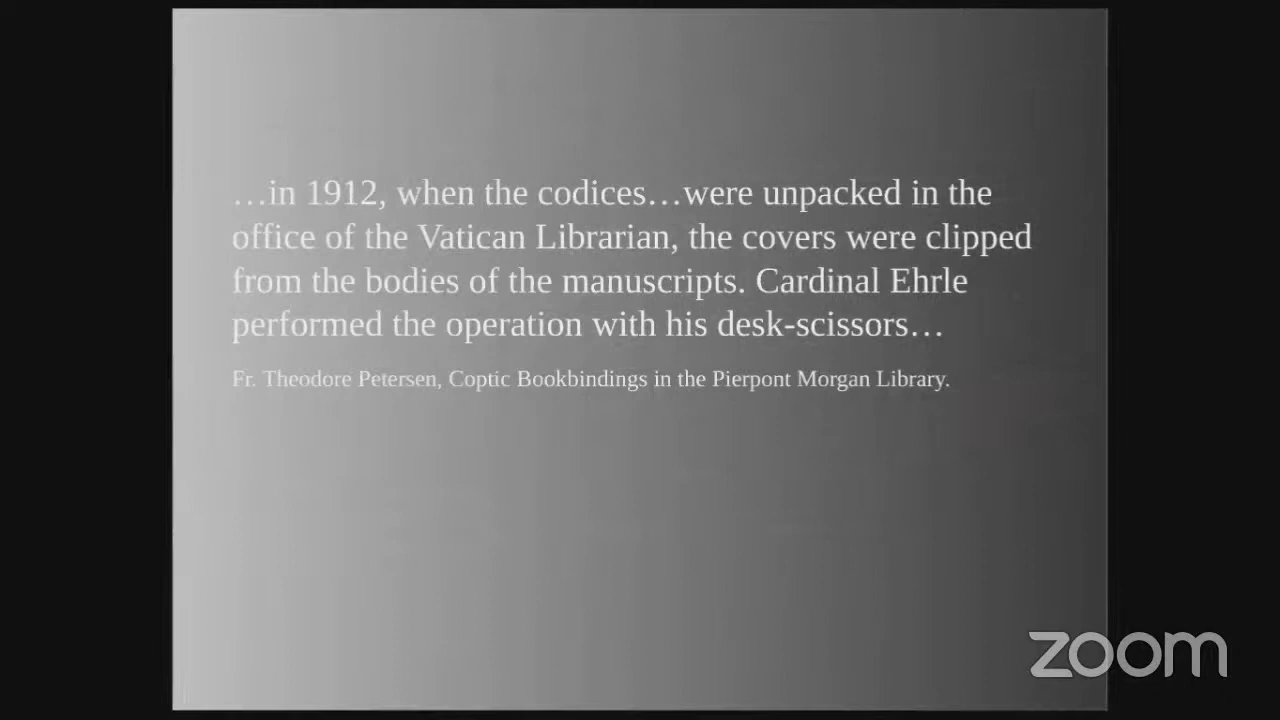 …in 1912, when the codices…were unpacked in the
office of the Vatican Librarian, the covers were clipped
from the bodies of the manuscripts. Cardinal Ehrle
performed the operation with his desk-scissors…
Fr. Theodore Petersen, Coptic Bookbindings in the Pierpont Morgan Library.
zoom